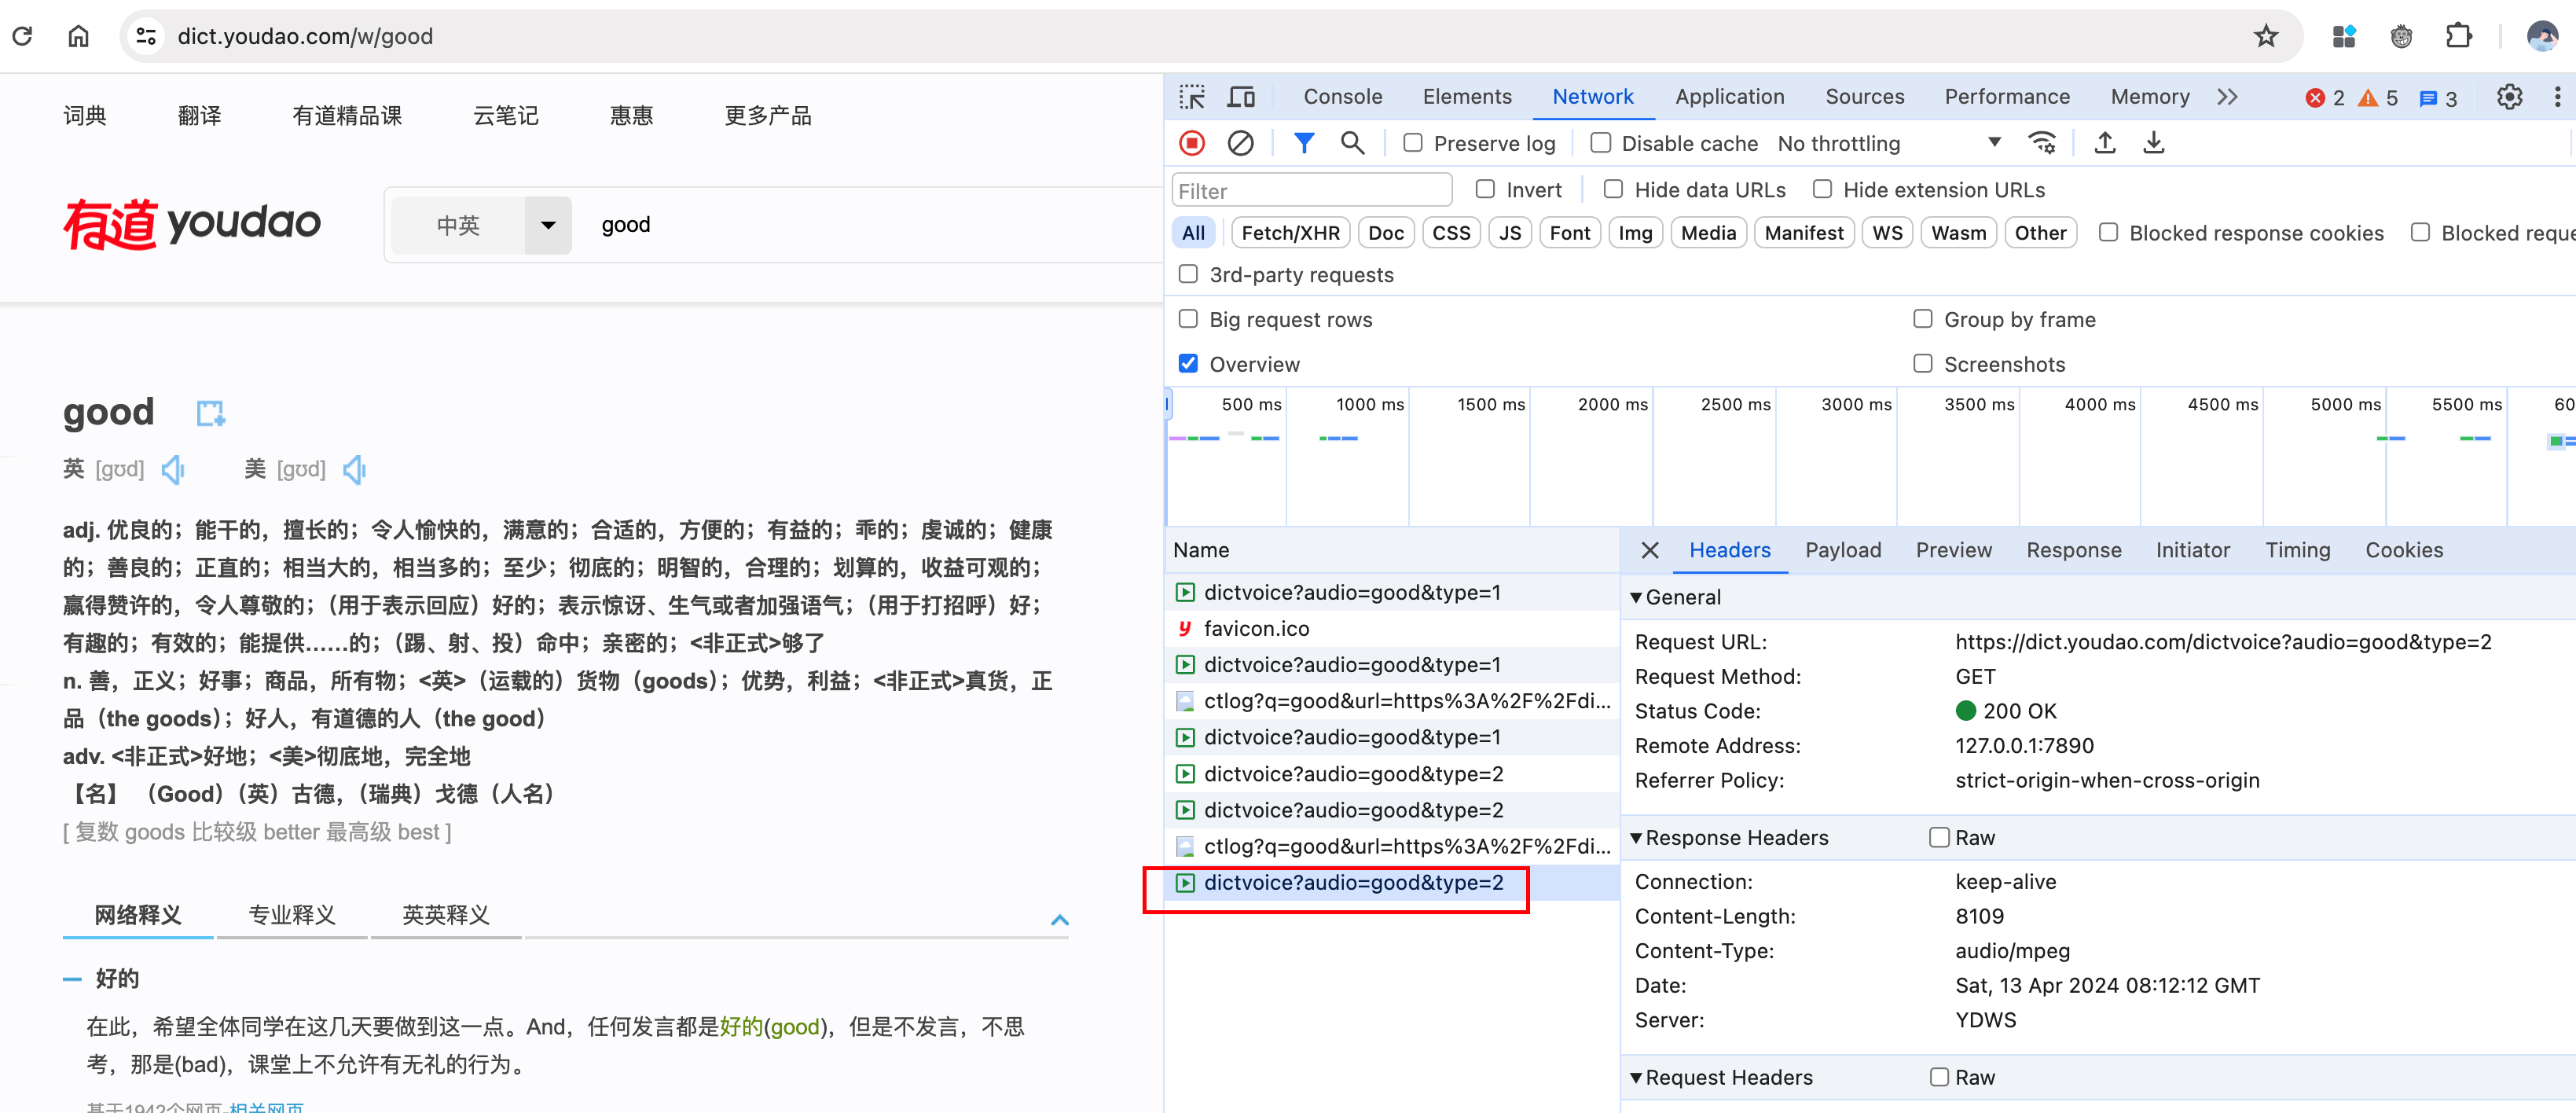 dict.youdao.com/w/good
词典 翻译 有道精品课 云笔记 惠惠 更多产品
有道 youdao 中英 good
good
英 [ɡʊd] 美 [ɡʊd]
adj. 优良的；能干的，擅长的；令人愉快的，满意的；合适的，方便的；有益的；乖的；虔诚的；健康
的；善良的；正直的；相当大的，相当多的；至少；彻底的；明智的，合理的；划算的，收益可观的；
赢得赞许的，令人尊敬的；（用于表示回应）好的；表示惊讶、生气或者加强语气；（用于打招呼）好；
有趣的；有效的；能提供……的；（踢、射、投）命中；亲密的；<非正式>够了
n. 善，正义；好事；商品，所有物；<英>（运载的）货物（goods）；优势，利益；<非正式>真货，正
品（the goods）；好人，有道德的人（the good）
adv. <非正式>好地；<美>彻底地，完全地
【名】 （Good）（英）古德，（瑞典）戈德（人名）
[ 复数 goods 比较级 better 最高级 best ]
网络释义 专业释义 英英释义
好的
在此，希望全体同学在这几天要做到这一点。And，任何发言都是好的(good)，但是不发言，不思
考，那是(bad)，课堂上不允许有无礼的行为。
基于1942个网页-相关网页
Console Elements Network Application Sources Performance Memory 2 5 3
Preserve log Disable cache No throttling
Filter Invert Hide data URLs Hide extension URLs
All Fetch/XHR Doc CSS JS Font Img Media Manifest WS Wasm Other Blocked response cookies Blocked reque
3rd-party requests
Big request rows Group by frame
Overview Screenshots
500 ms 1000 ms 1500 ms 2000 ms 2500 ms 3000 ms 3500 ms 4000 ms 4500 ms 5000 ms 5500 ms 60
Name
dictvoice?audio=good&type=1
favicon.ico
dictvoice?audio=good&type=1
ctlog?q=good&url=https%3A%2F%2Fdi...
dictvoice?audio=good&type=1
dictvoice?audio=good&type=2
dictvoice?audio=good&type=2
ctlog?q=good&url=https%3A%2F%2Fdi...
dictvoice?audio=good&type=2
Headers Payload Preview Response Initiator Timing Cookies
General
Request URL: https://dict.youdao.com/dictvoice?audio=good&type=2
Request Method: GET
Status Code: 200 OK
Remote Address: 127.0.0.1:7890
Referrer Policy: strict-origin-when-cross-origin
Response Headers Raw
Connection: keep-alive
Content-Length: 8109
Content-Type: audio/mpeg
Date: Sat, 13 Apr 2024 08:12:12 GMT
Server: YDWS
Request Headers Raw